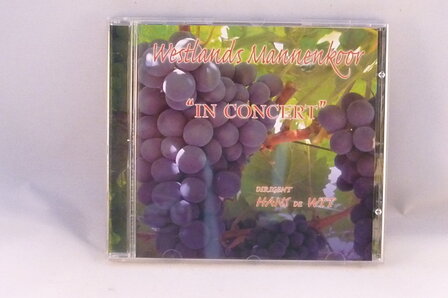 Westlands Mannenkoor
"IN CONCERT"
DIRIGENT
HANS DE WIT